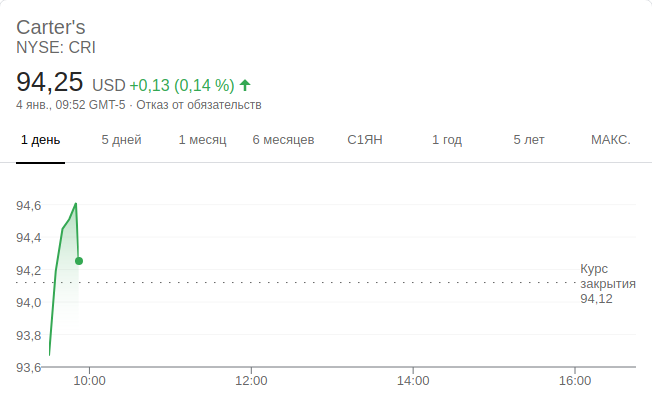 Carter's
NYSE: CRI
94,25 USD +0,13 (0,14 %)
4 янв., 09:52 GMT-5 · Отказ от обязательств
1 день 5 дней 1 месяц 6 месяцев С1ЯН 1 год 5 лет МАКС.
94,6
94,4
94,2
94,0
93,8
93,6
Курс
закрытия
94,12
10:00 12:00 14:00 16:00